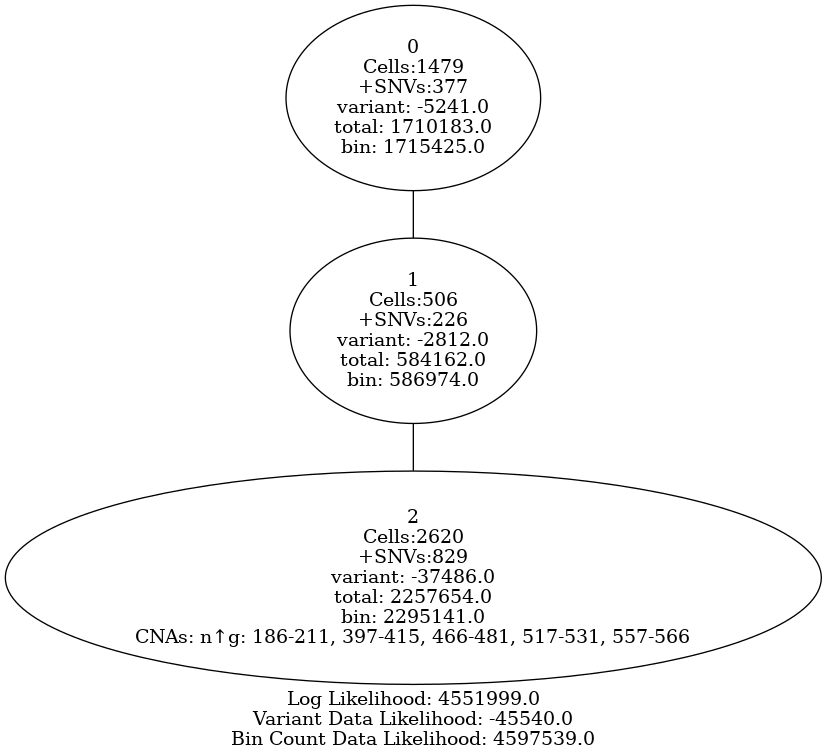 0
Cells:1479
+SNVs:377
variant: -5241.0
total: 1710183.0
bin: 1715425.0
1
Cells:506
+SNVs:226
variant: -2812.0
total: 584162.0
bin: 586974.0
2
Cells:2620
+SNVs:829
variant: -37486.0
total: 2257654.0
bin: 2295141.0
CNAs: n↑g: 186-211, 397-415, 466-481, 517-531, 557-566
Log Likelihood: 4551999.0
Variant Data Likelihood: -45540.0
Bin Count Data Likelihood: 4597539.0